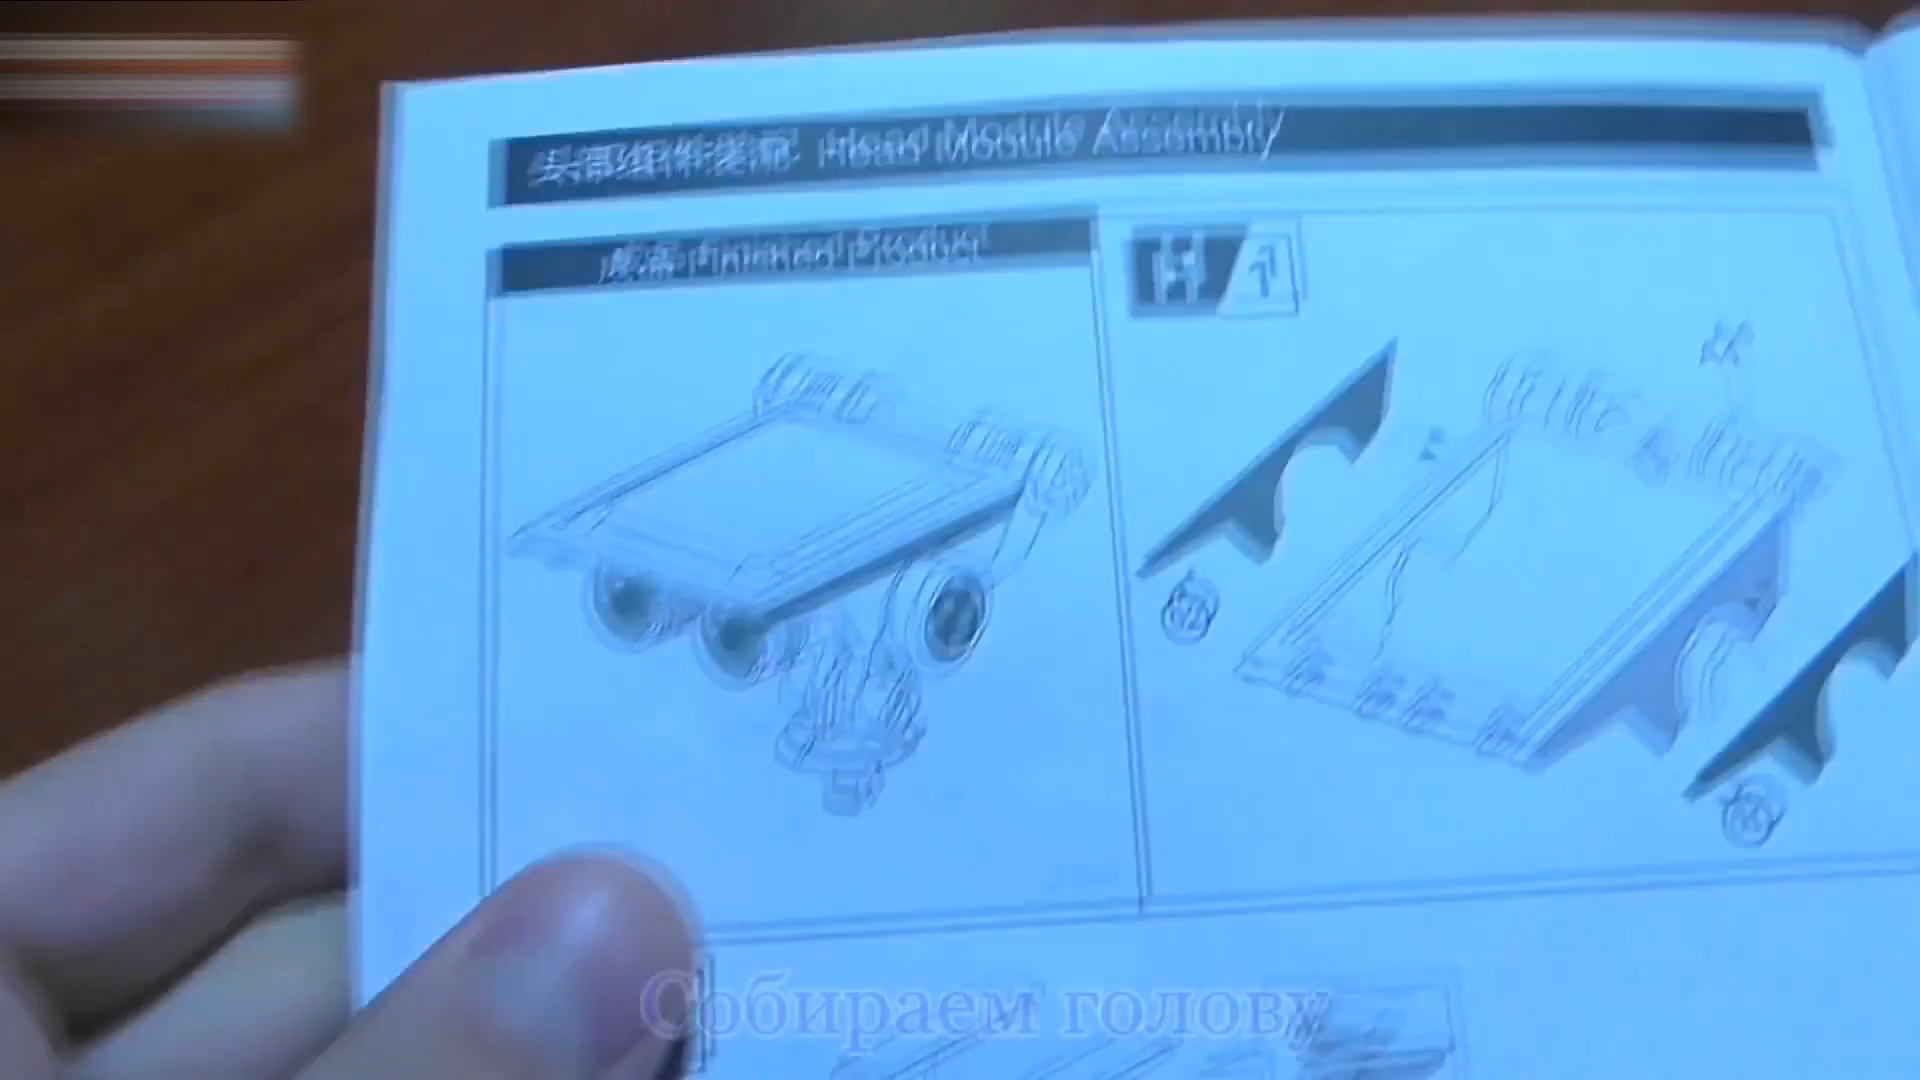 头部组件装配 Head Module Assembly
成品 Finished Product
H 1
Собираем голову